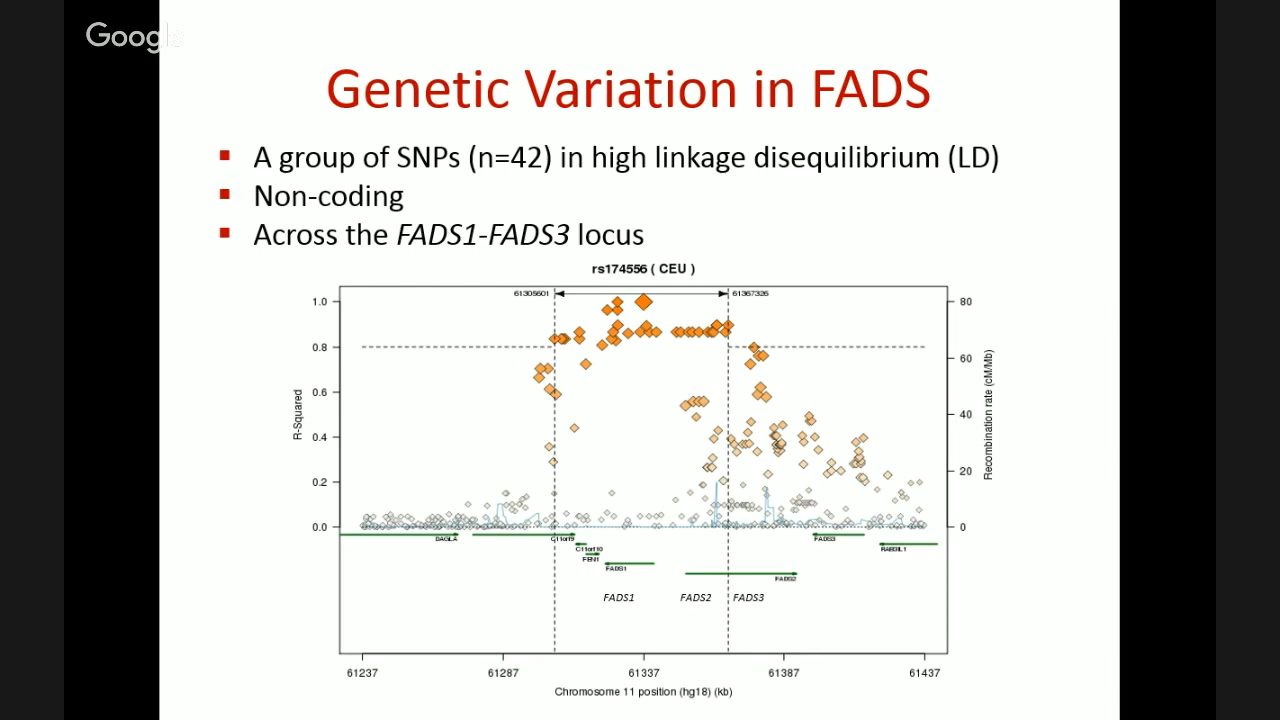 Google
Genetic Variation in FADS
A group of SNPs (n=42) in high linkage disequilibrium (LD)
Non-coding
Across the FADS1-FADS3 locus
rs174556 ( CEU )
61305601
61367326
1.0
0.8
0.6
0.4
0.2
0.0
R-Squared
80
60
40
20
0
Recombination rate (cM/Mb)
DAGLA
C11orf9
C11orf10
FEN1
FADS1
FADS2
FADS3
RAB3IL1
FADS1 FADS2 FADS3
61237 61287 61337 61387 61437
Chromosome 11 position (hg18) (kb)